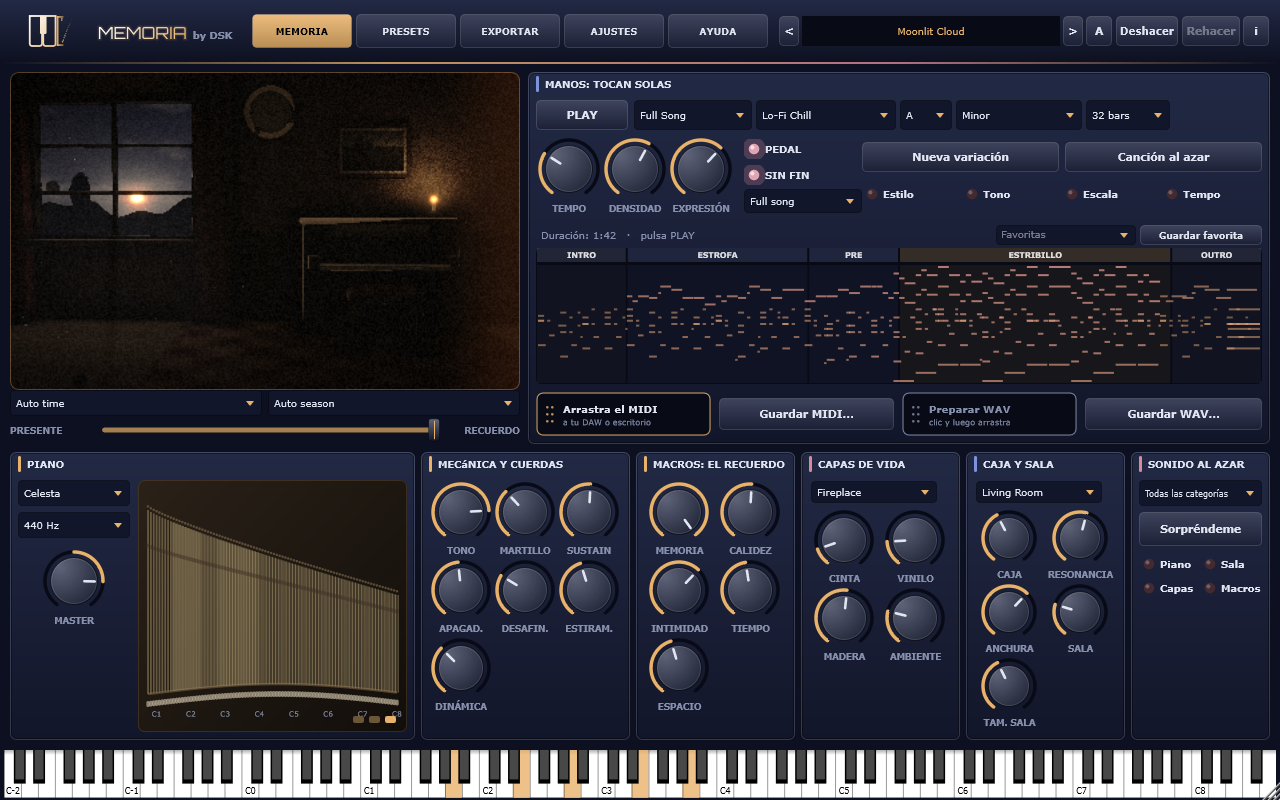 MEMORIA by DSK
MEMORIA PRESETS EXPORTAR AJUSTES AYUDA < Moonlit Cloud > A Deshacer Rehacer i
MANOS: TOCAN SOLAS
PLAY Full Song Lo-Fi Chill A Minor 32 bars
PEDAL
SIN FIN
Full song
TEMPO DENSIDAD EXPRESIÓN
Nueva variación Canción al azar
Estilo Tono Escala Tempo
Duración: 1:42 · pulsa PLAY
Favoritas Guardar favorita
INTRO ESTROFA PRE ESTRIBILLO OUTRO
Arrastra el MIDI
a tu DAW o escritorio
Guardar MIDI...
Preparar WAV
clic y luego arrastra
Guardar WAV...
Auto time Auto season
PRESENTE RECUERDO
PIANO
Celesta
440 Hz
MASTER
C1 C2 C3 C4 C5 C6 C7 C8
MECáNICA Y CUERDAS
TONO MARTILLO SUSTAIN
APAGAD. DESAFIN. ESTIRAM.
DINÁMICA
MACROS: EL RECUERDO
MEMORIA CALIDEZ
INTIMIDAD TIEMPO
ESPACIO
CAPAS DE VIDA
Fireplace
CINTA VINILO
MADERA AMBIENTE
CAJA Y SALA
Living Room
CAJA RESONANCIA
ANCHURA SALA
TAM. SALA
SONIDO AL AZAR
Todas las categorías
Sorpréndeme
Piano Sala
Capas Macros
C-2 C-1 C0 C1 C2 C3 C4 C5 C6 C7 C8